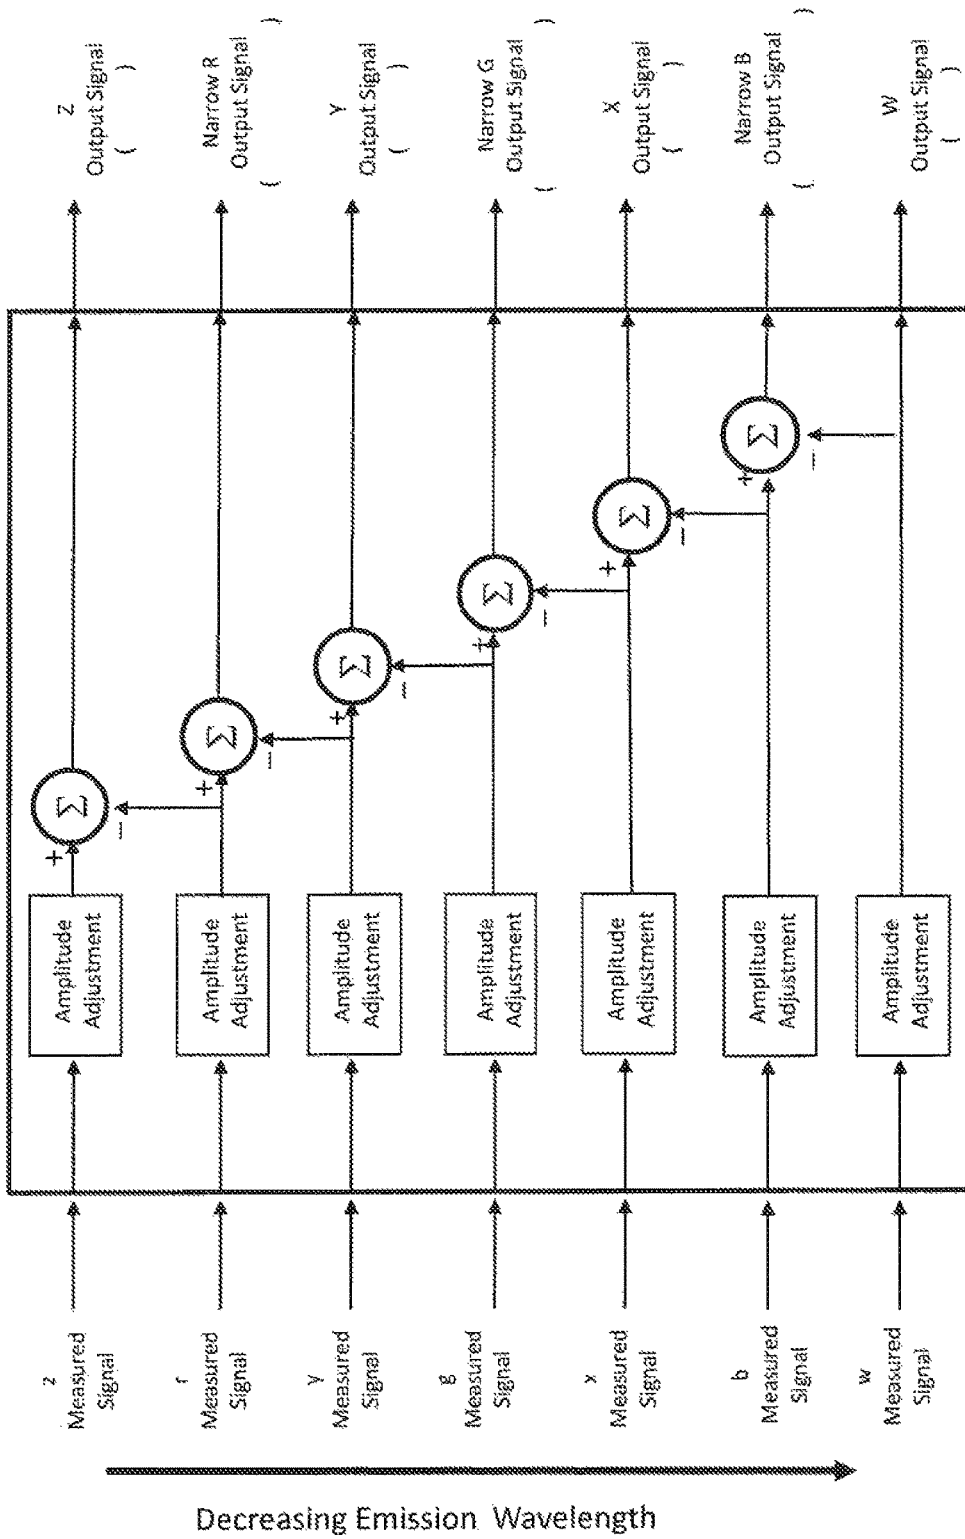 Z
Output Signal
( )
Narrow R
Output Signal
( )
Y
Output Signal
( )
Narrow G
Output Signal
( )
X
Output Signal
( )
Narrow B
Output Signal
( )
W
Output Signal
( )
Σ
+
−
Σ
+
−
Σ
+
−
Σ
+
−
Σ
+
−
Σ
+
−
Amplitude
Adjustment
Amplitude
Adjustment
Amplitude
Adjustment
Amplitude
Adjustment
Amplitude
Adjustment
Amplitude
Adjustment
Amplitude
Adjustment
z
Measured
Signal
r
Measured
Signal
y
Measured
Signal
g
Measured
Signal
x
Measured
Signal
b
Measured
Signal
w
Measured
Signal
Decreasing Emission Wavelength